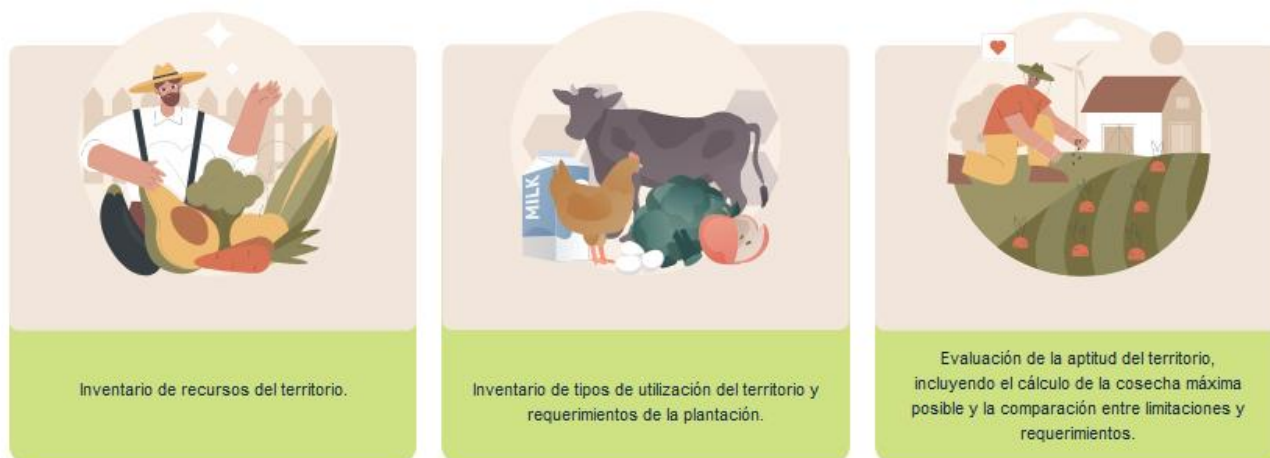 MILK
Inventario de recursos del territorio.
Inventario de tipos de utilización del territorio y
requerimientos de la plantación.
Evaluación de la aptitud del territorio,
incluyendo el cálculo de la cosecha máxima
posible y la comparación entre limitaciones y
requerimientos.